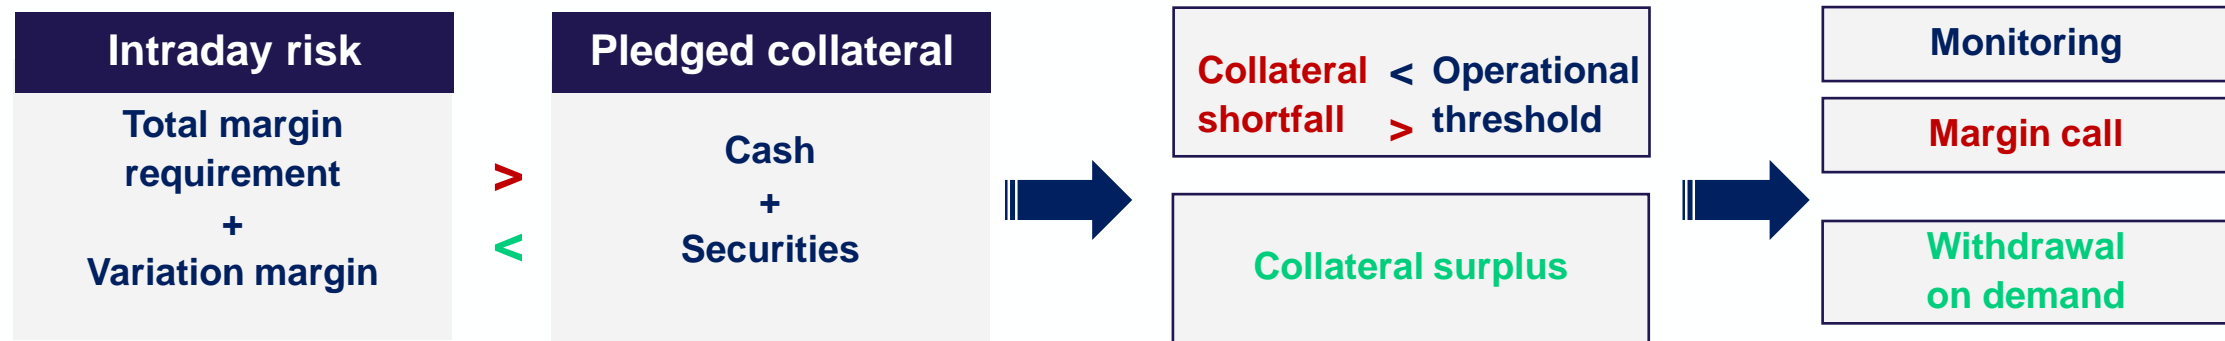 Intraday risk
Total margin
requirement
+
Variation margin
>
<
Pledged collateral
Cash
+
Securities
Collateral < Operational
shortfall > threshold
Collateral surplus
Monitoring
Margin call
Withdrawal
on demand